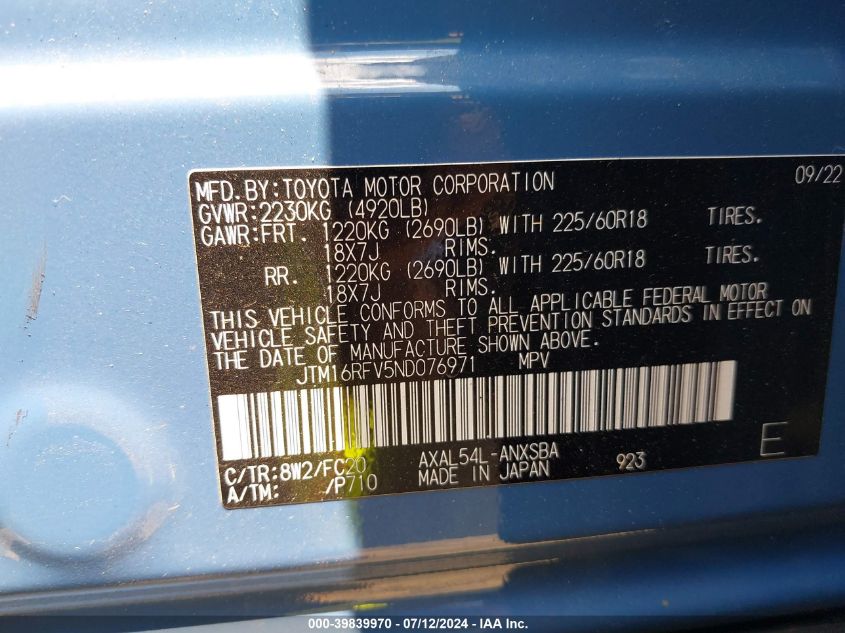 MFD.BY:TOYOTA MOTOR CORPORATION 09/22
GVWR:2230KG (4920LB)
GAWR:FRT. 1220KG (2690LB) WITH 225/60R18 TIRES.
18X7J RIMS.
RR. 1220KG (2690LB) WITH 225/60R18 TIRES.
18X7J RIMS.
THIS VEHICLE CONFORMS TO ALL APPLICABLE FEDERAL MOTOR
VEHICLE SAFETY AND THEFT PREVENTION STANDARDS IN EFFECT ON
THE DATE OF MANUFACTURE SHOWN ABOVE.
JTM16RFV5ND076971 MPV
C/TR:8W2/FC20 AXAL54L-ANXSBA 923 E
A/TM: /P710 MADE IN JAPAN
000-39839970 - 07/12/2024 - IAA Inc.